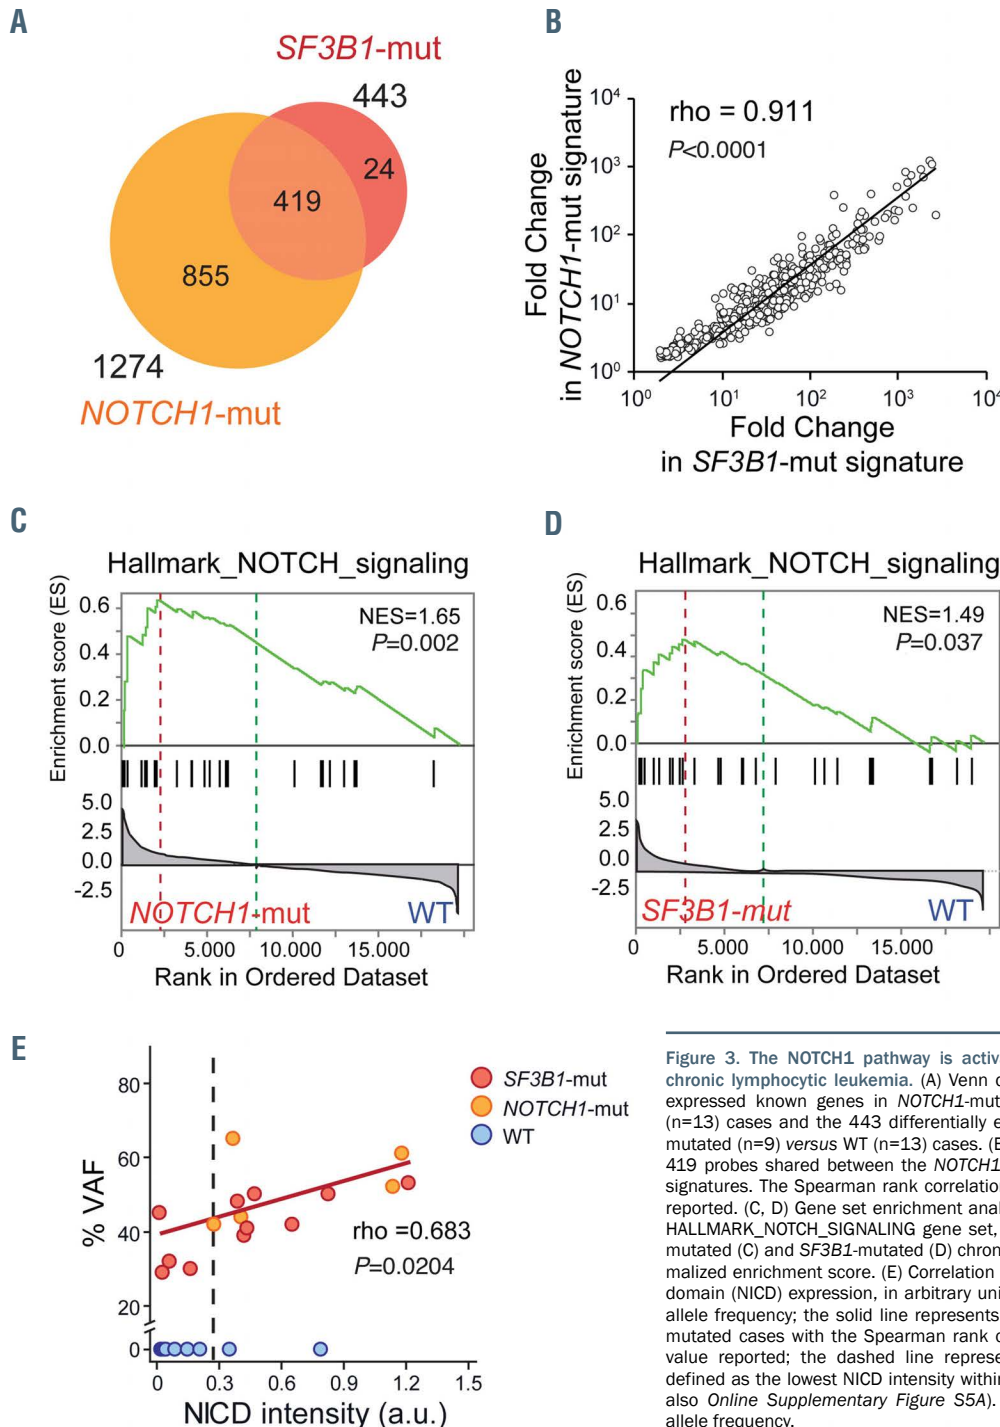 A
SF3B1-mut
443
24
419
855
1274
NOTCH1-mut
B
rho = 0.911
P<0.0001
Fold Change
in NOTCH1-mut signature
10⁴
10³
10²
10¹
10⁰
10⁰ 10¹ 10² 10³ 10⁴
Fold Change
in SF3B1-mut signature
C
Hallmark_NOTCH_signaling
NES=1.65
P=0.002
Enrichment score (ES)
0.6
0.4
0.2
0.0
5.0
2.5
0.0
-2.5
NOTCH1-mut WT
0 5.000 10.000 15.000
Rank in Ordered Dataset
D
Hallmark_NOTCH_signaling
NES=1.49
P=0.037
Enrichment score (ES)
0.6
0.4
0.2
0.0
5.0
2.5
0.0
-2.5
SF3B1-mut WT
0 5.000 10.000 15.000
Rank in Ordered Dataset
E
% VAF
80
60
40
20
0
SF3B1-mut
NOTCH1-mut
WT
rho =0.683
P=0.0204
0 0.3 0.6 0.9 1.2 1.5
NICD intensity (a.u.)
Figure 3. The NOTCH1 pathway is activ
chronic lymphocytic leukemia. (A) Venn d
expressed known genes in NOTCH1-mut
(n=13) cases and the 443 differentially e
mutated (n=9) versus WT (n=13) cases. (B
419 probes shared between the NOTCH1
signatures. The Spearman rank correlation
reported. (C, D) Gene set enrichment anal
HALLMARK_NOTCH_SIGNALING gene set,
mutated (C) and SF3B1-mutated (D) chron
malized enrichment score. (E) Correlation
domain (NICD) expression, in arbitrary uni
allele frequency; the solid line represents
mutated cases with the Spearman rank c
value reported; the dashed line represe
defined as the lowest NICD intensity within
also Online Supplementary Figure S5A).
allele frequency.